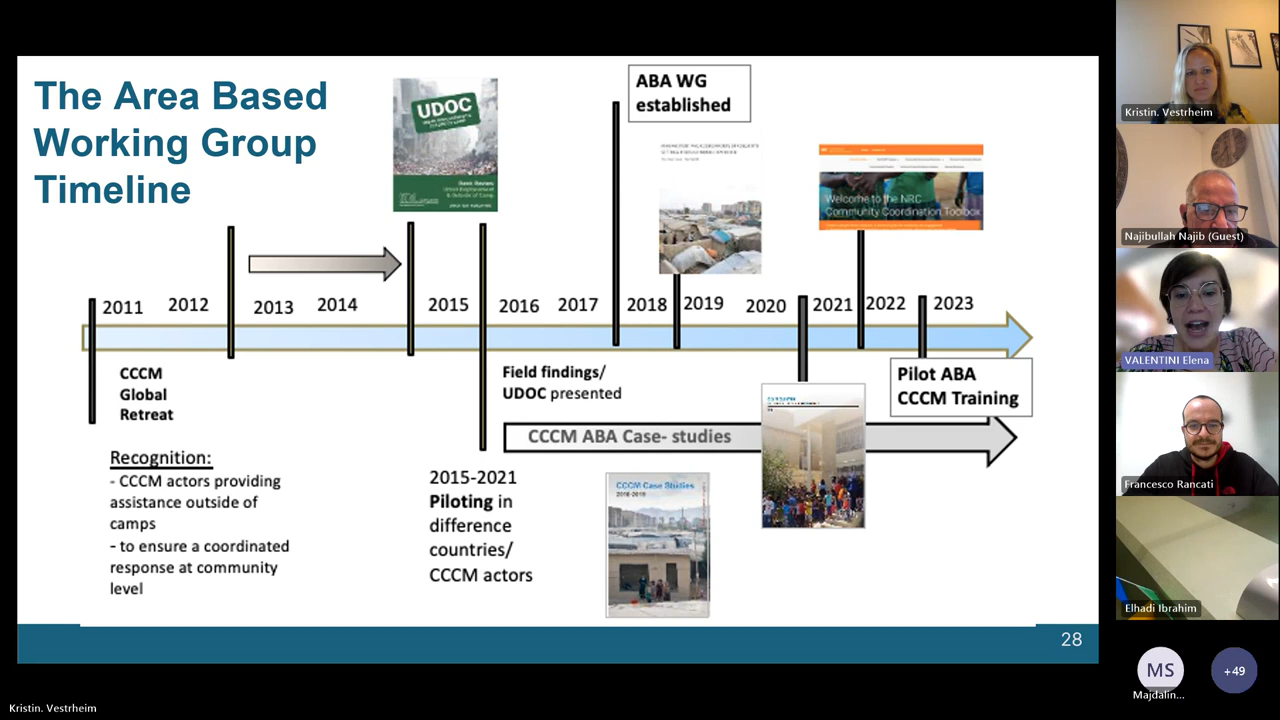 The Area Based
Working Group
Timeline
UDOC
ABA WG
established
Welcome to the NRC
Community Coordination Toolbox
2011 2012 2013 2014 2015 2016 2017 2018 2019 2020 2021 2022 2023
CCCM
Global
Retreat
Field findings/
UDOC presented
Pilot ABA
CCCM Training
CCCM ABA Case- studies
Recognition:
- CCCM actors providing
assistance outside of
camps
- to ensure a coordinated
response at community
level
2015-2021
Piloting in
difference
countries/
CCCM actors
CCCM Case Studies
2018-2019
28
Kristin. Vestrheim
Najibullah Najib (Guest)
VALENTINI Elena
Francesco Rancati
Elhadi Ibrahim
MS
+49
Majdalin...
Kristin. Vestrheim